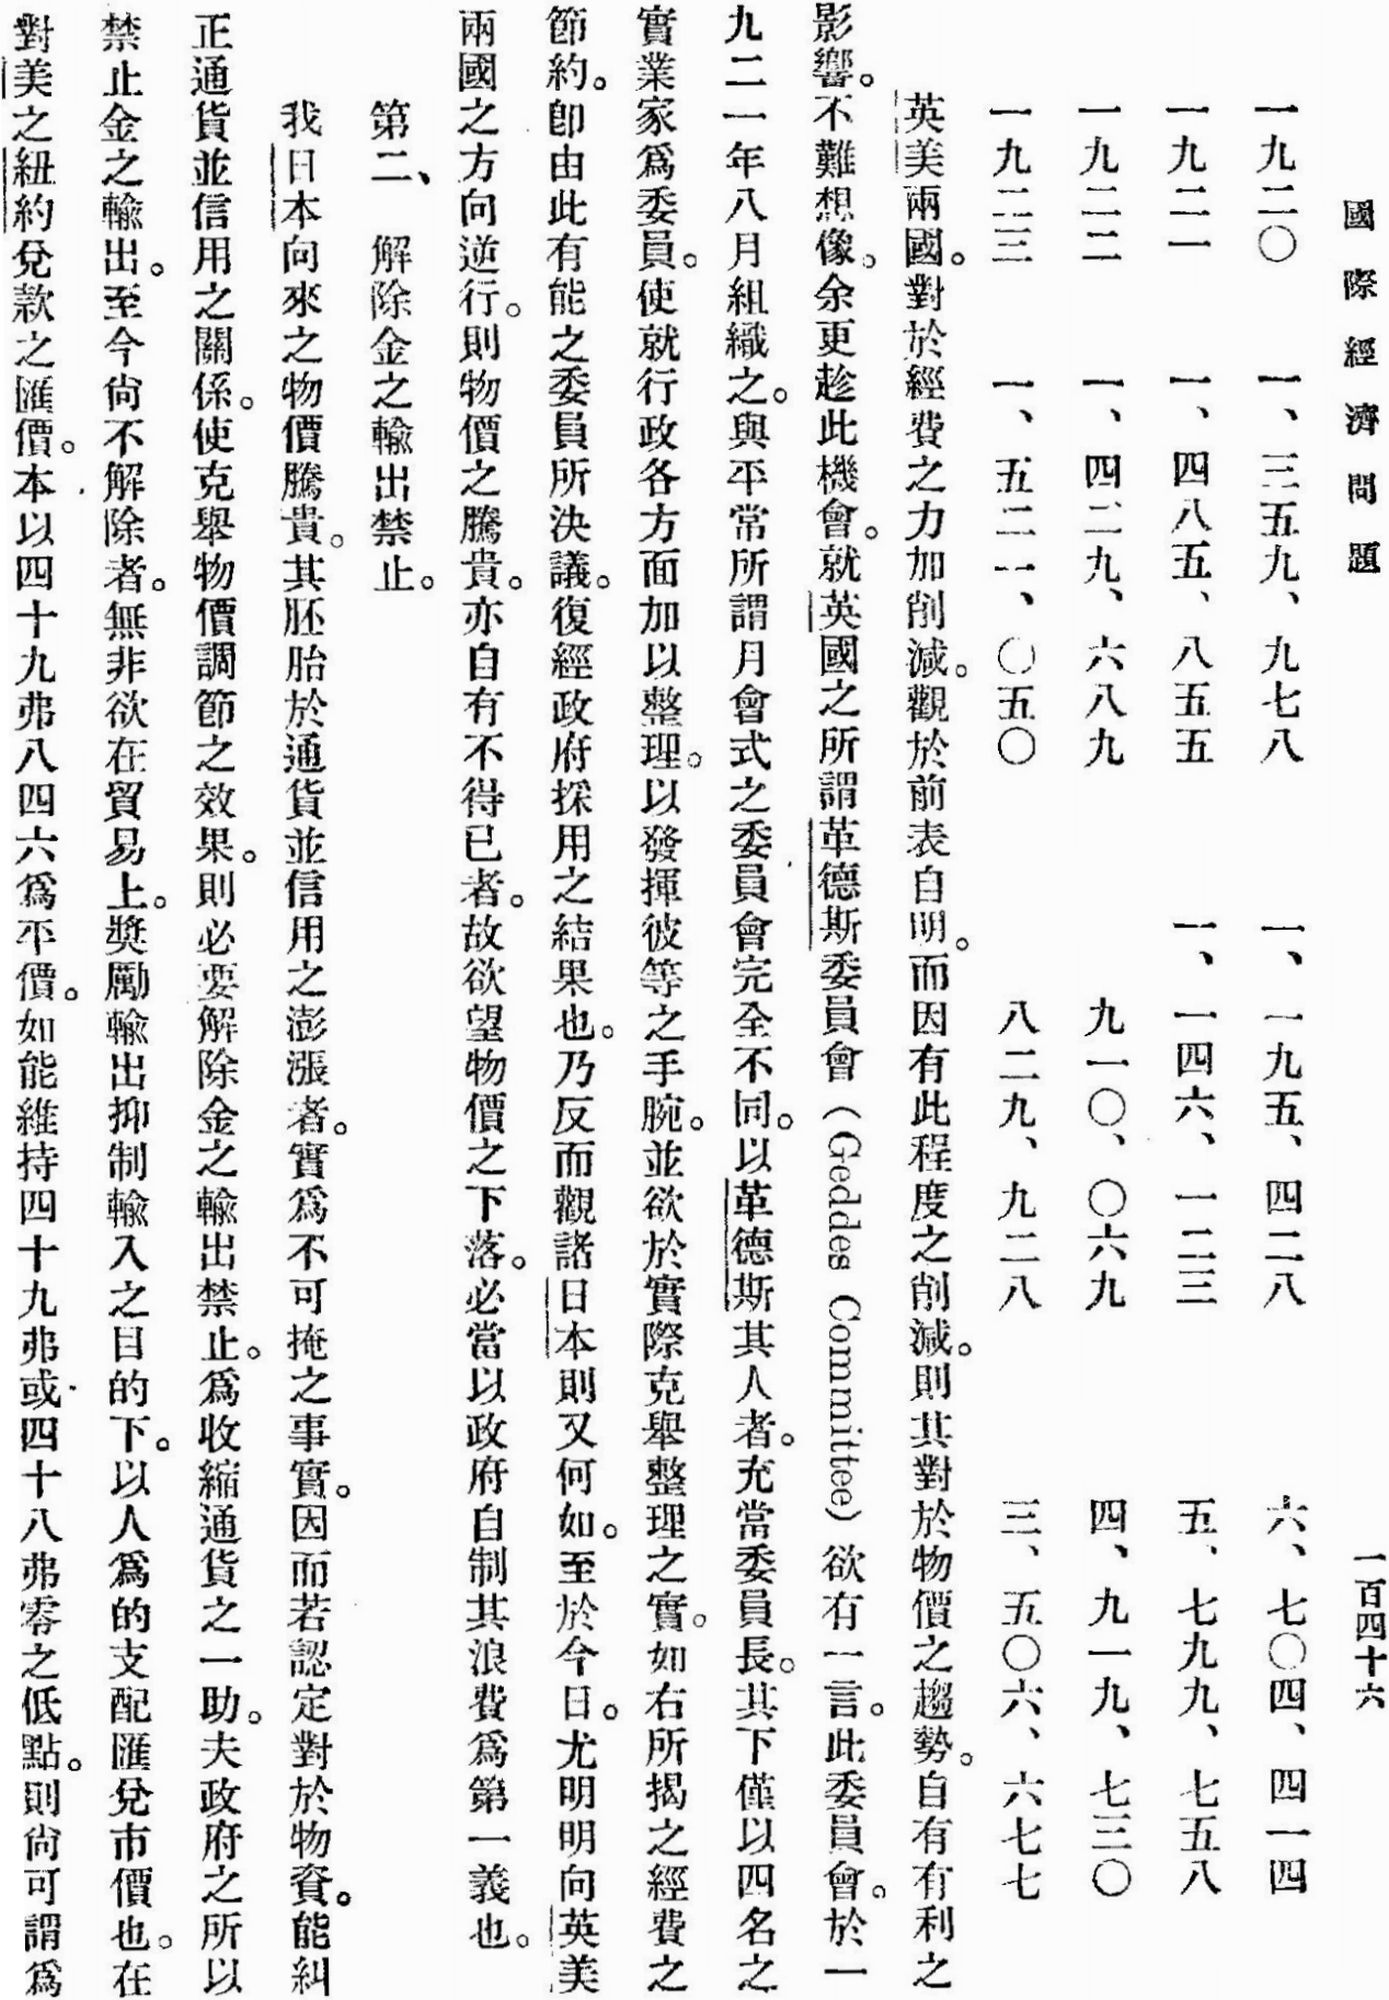 國際經濟問題
一百四十六
一九二〇　一、三五九、九七八　一、一九五、四二八　六、七〇四、四一四
一九二一　一、四八五、八五五　一、一四六、一二三　五、七九九、七五八
一九二二　一、四二九、六八九　九一〇、〇六九　四、九一九、七三〇
一九二三　一、五二一、〇五〇　八二九、九二八　三、五〇六、六七七
英美兩國。對於經費之力加削減。觀於前表自明。而因有此程度之削減。則其對於物價之趨勢。自有有利之
影響。不難想像。余更趁此機會。就英國之所謂革德斯委員會（Geddes Committee）欲有一言。此委員會。於一
九二一年八月組織之。與平常所謂月會式之委員會完全不同。以革德斯其人者。充當委員長。其下僅以四名之
實業家爲委員。使就行政各方面加以整理。以發揮彼等之手腕。並欲於實際克舉整理之實。如右所揭之經費之
節約。卽由此有能之委員所決議。復經政府採用之結果也。乃反而觀諸日本則又何如。至於今日。尤明明向英美
兩國之方向逆行。則物價之騰貴。亦自有不得已者。故欲望物價之下落。必當以政府自制其浪費爲第一義也。
第二、　解除金之輸出禁止。
我日本向來之物價騰貴。其胚胎於通貨並信用之澎漲者。實爲不可掩之事實。因而若認定對於物資。能糾
正通貨並信用之關係。使克舉物價調節之效果。則必要解除金之輸出禁止。爲收縮通貨之一助。夫政府之所以
禁止金之輸出。至今尙不解除者。無非欲在貿易上。獎勵輸出抑制輸入之目的下。以人爲的支配匯兌市價也。在
對美之紐約兌款之匯價。本以四十九弗八四六爲平價。如能維持四十九弗或四十八弗零之低點。則尙可謂爲